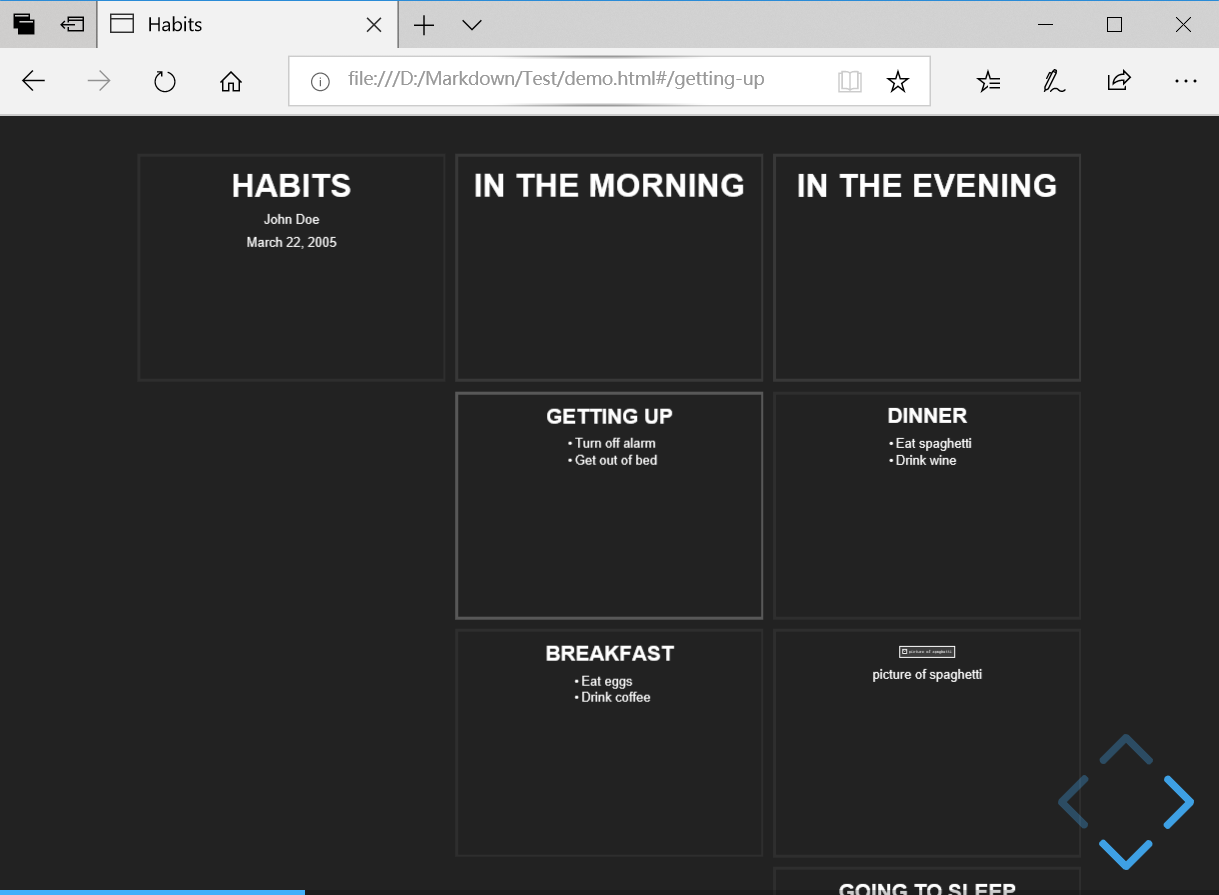 Habits
file:///D:/Markdown/Test/demo.html#/getting-up
HABITS
John Doe
March 22, 2005
IN THE MORNING
IN THE EVENING
GETTING UP
• Turn off alarm
• Get out of bed
DINNER
• Eat spaghetti
• Drink wine
BREAKFAST
• Eat eggs
• Drink coffee
picture of spaghetti
picture of spaghetti
GOING TO SLEEP